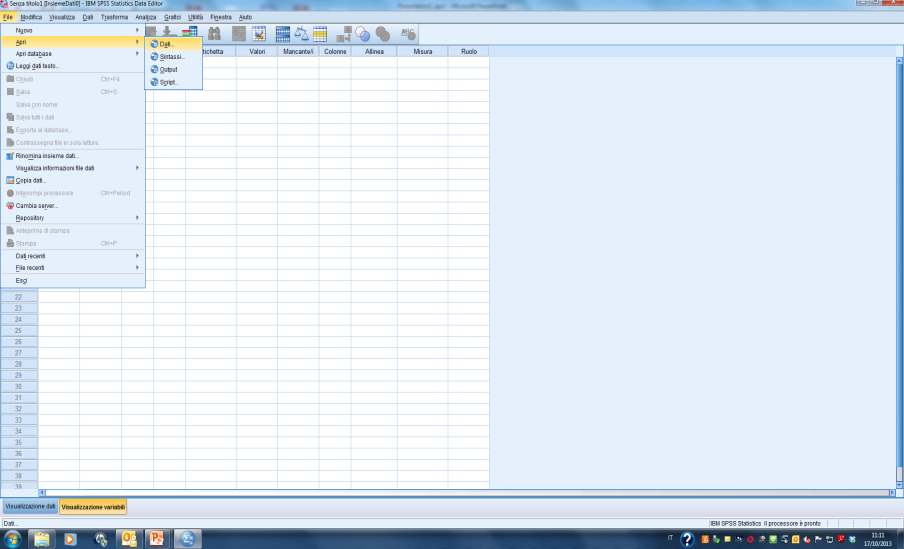 Senza titolo1 [InsiemeDati0] - IBM SPSS Statistics Data Editor
File Modifica Visualizza Dati Trasforma Analizza Grafici Utilità Finestra Aiuto
Nuovo
Apri
Apri database
Leggi dati testo...
Chiudi Ctrl+F4
Salva Ctrl+S
Salva con nome
Salva tutti i dati
Esporta al database...
Contrassegna file in sola lettura
Rinomina insieme dati...
Visualizza informazioni file dati
Copia dati...
Interrompi processore Ctrl+Period
Cambia server...
Repository
Anteprima di stampa
Stampa Ctrl+P
Dati recenti
File recenti
Esci
Dati...
Sintassi...
Output
Script...
tichetta Valori Mancante/i Colonne Allinea Misura Ruolo
22
23
24
25
26
27
28
29
30
31
32
33
34
35
36
37
38
39
Visualizzazione dati Visualizzazione variabili
Dati...
IBM SPSS Statistics Il processore è pronto
IT
11:11
17/10/2013